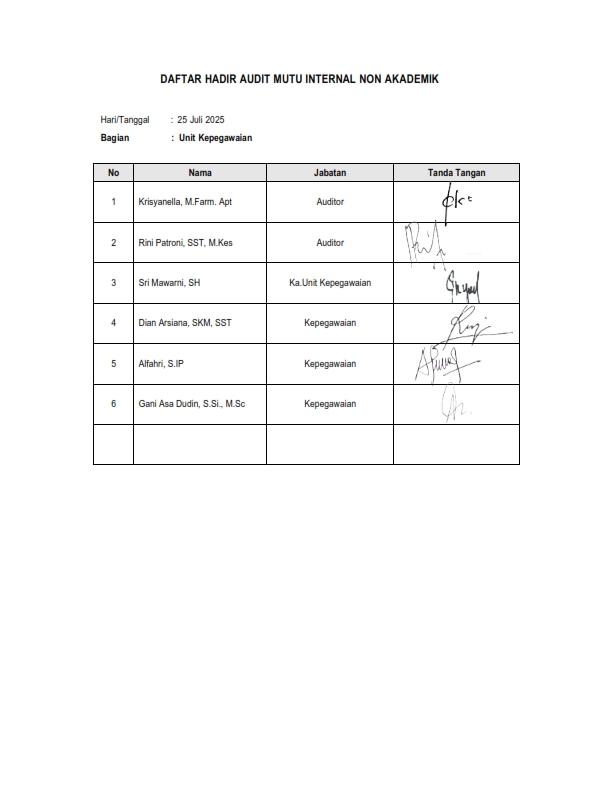 DAFTAR HADIR AUDIT MUTU INTERNAL NON AKADEMIK
Hari/Tanggal : 25 Juli 2025
Bagian : Unit Kepegawaian
No Nama Jabatan Tanda Tangan
1 Krisyanella, M.Farm. Apt Auditor
2 Rini Patroni, SST, M.Kes Auditor
3 Sri Mawarni, SH Ka.Unit Kepegawaian
4 Dian Arsiana, SKM, SST Kepegawaian
5 Alfahri, S.IP Kepegawaian
6 Gani Asa Dudin, S.Si., M.Sc Kepegawaian